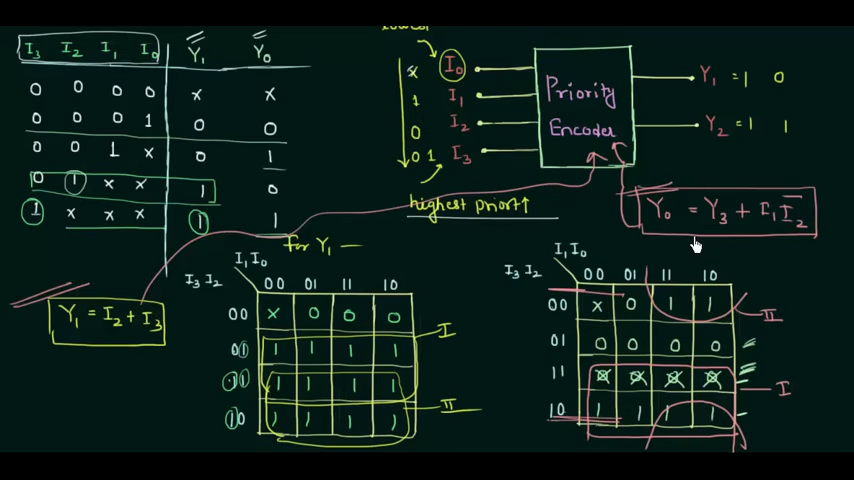 I3 I2 I1 I0 Y1 Y0
0 0 0 0 x x
0 0 0 1 0 0
0 0 1 x 0 1
0 1 x x 1 0
1 x x x 1 1
Y1 = I2 + I3
lowest
x I0
1 I1
0 I2
0 1 I3
highest priort↑
Priority
Encoder
Y1 = 1 0
Y2 = 1 1
Y0 = Y3 + I1 I̅2
for Y1 —
I1, I0
I3 I2 00 01 11 10
00 x 0 0 0
01 1 1 1 1
11 1 1 1 1
10 1 1 1 1
I
II
I1, I0
I3 I2 00 01 11 10
00 x 0 1 1
01 0 0 0 0
11
10 1 1 1 1
II
I